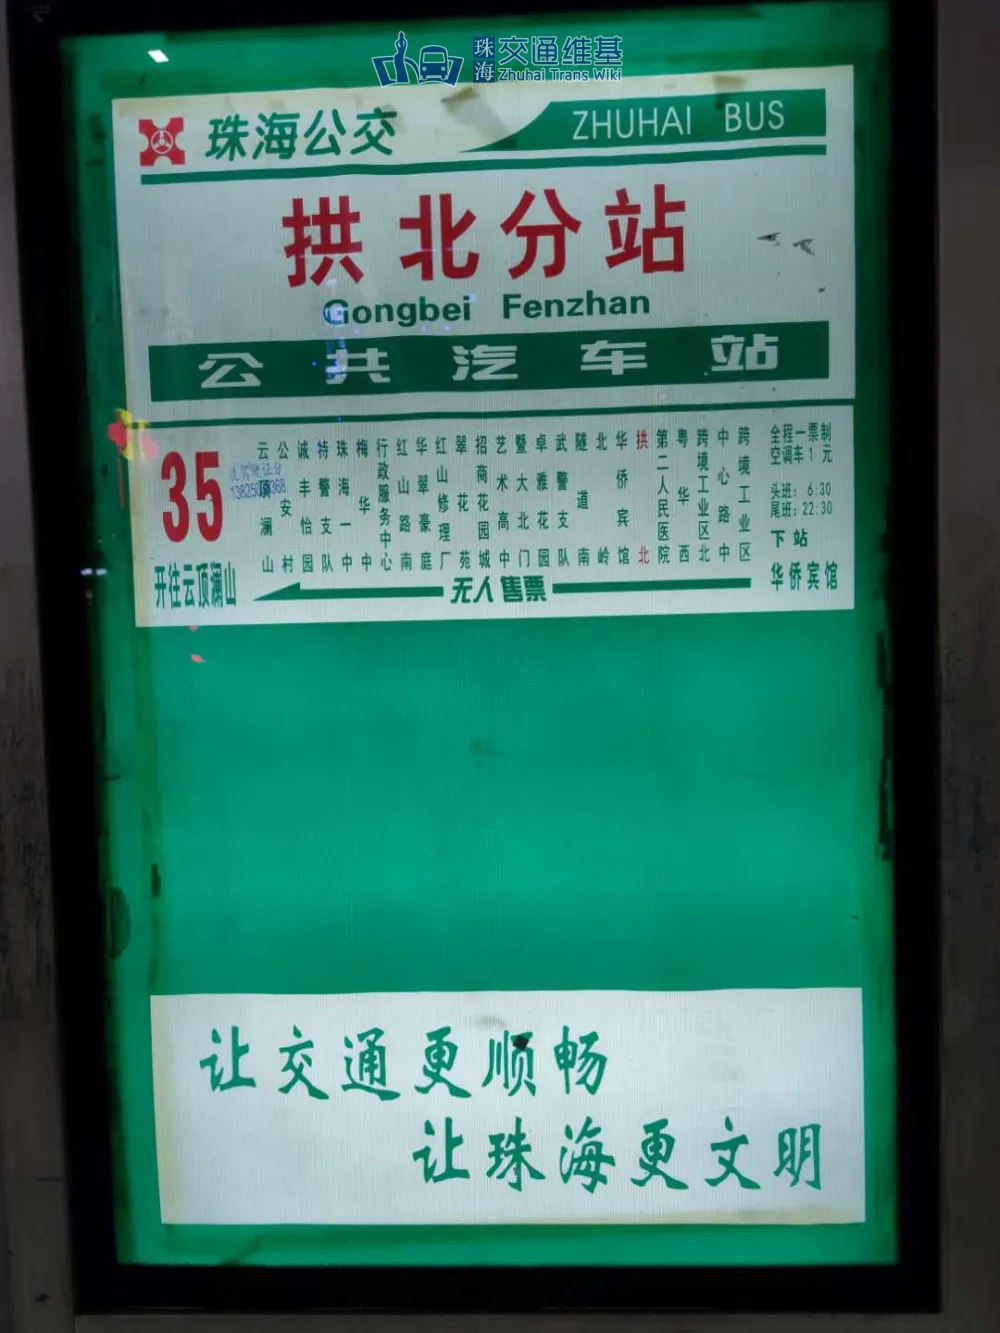 珠海 交通维基
Zhuhai Trans Wiki
珠海公交
ZHUHAI BUS
拱北分站
Gongbei Fenzhan
公共汽车站
35
开往云顶澜山
云顶澜山
公安村
诚丰怡园
特警支队
珠海一中
梅华中
行政服务中心
红山路南
华翠豪庭
红山修理厂
翠花苑
招商花园城
艺术高中
暨大北门
卓雅花园
武警支队
隧道南
北岭
华侨宾馆
拱北
第二人民医院
粤华西
跨境工业区北
中心路中
跨境工业区
无人售票
全程一票制
空调车1元
头班：6:30
尾班：22:30
下站
华侨宾馆
让交通更顺畅
让珠海更文明